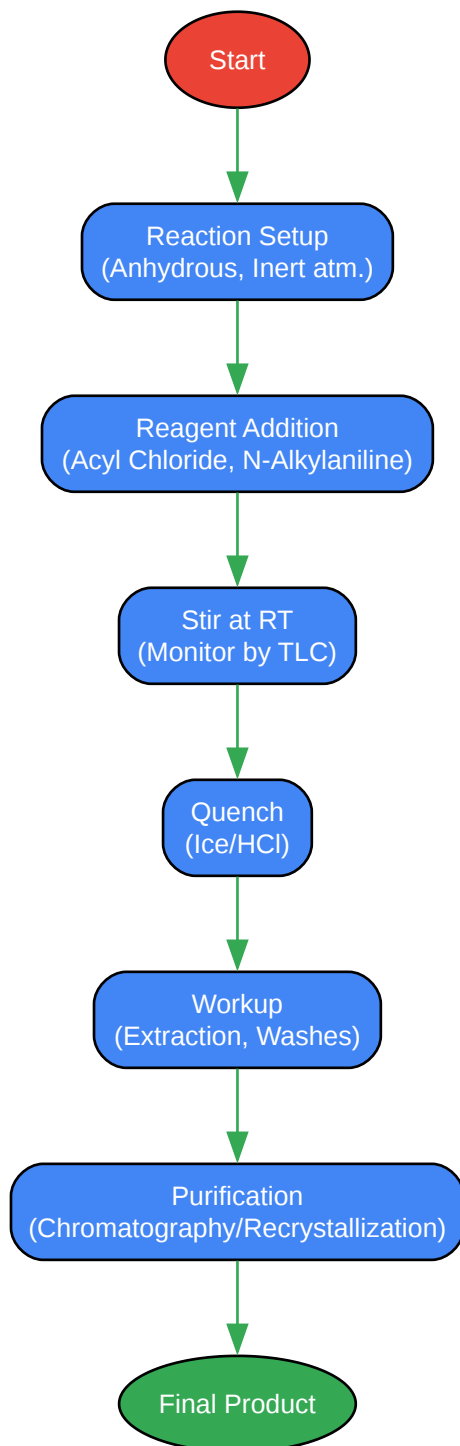 Start
Reaction Setup
(Anhydrous, Inert atm.)
Reagent Addition
(Acyl Chloride, N-Alkylaniline)
Stir at RT
(Monitor by TLC)
Quench
(Ice/HCl)
Workup
(Extraction, Washes)
Purification
(Chromatography/Recrystallization)
Final Product